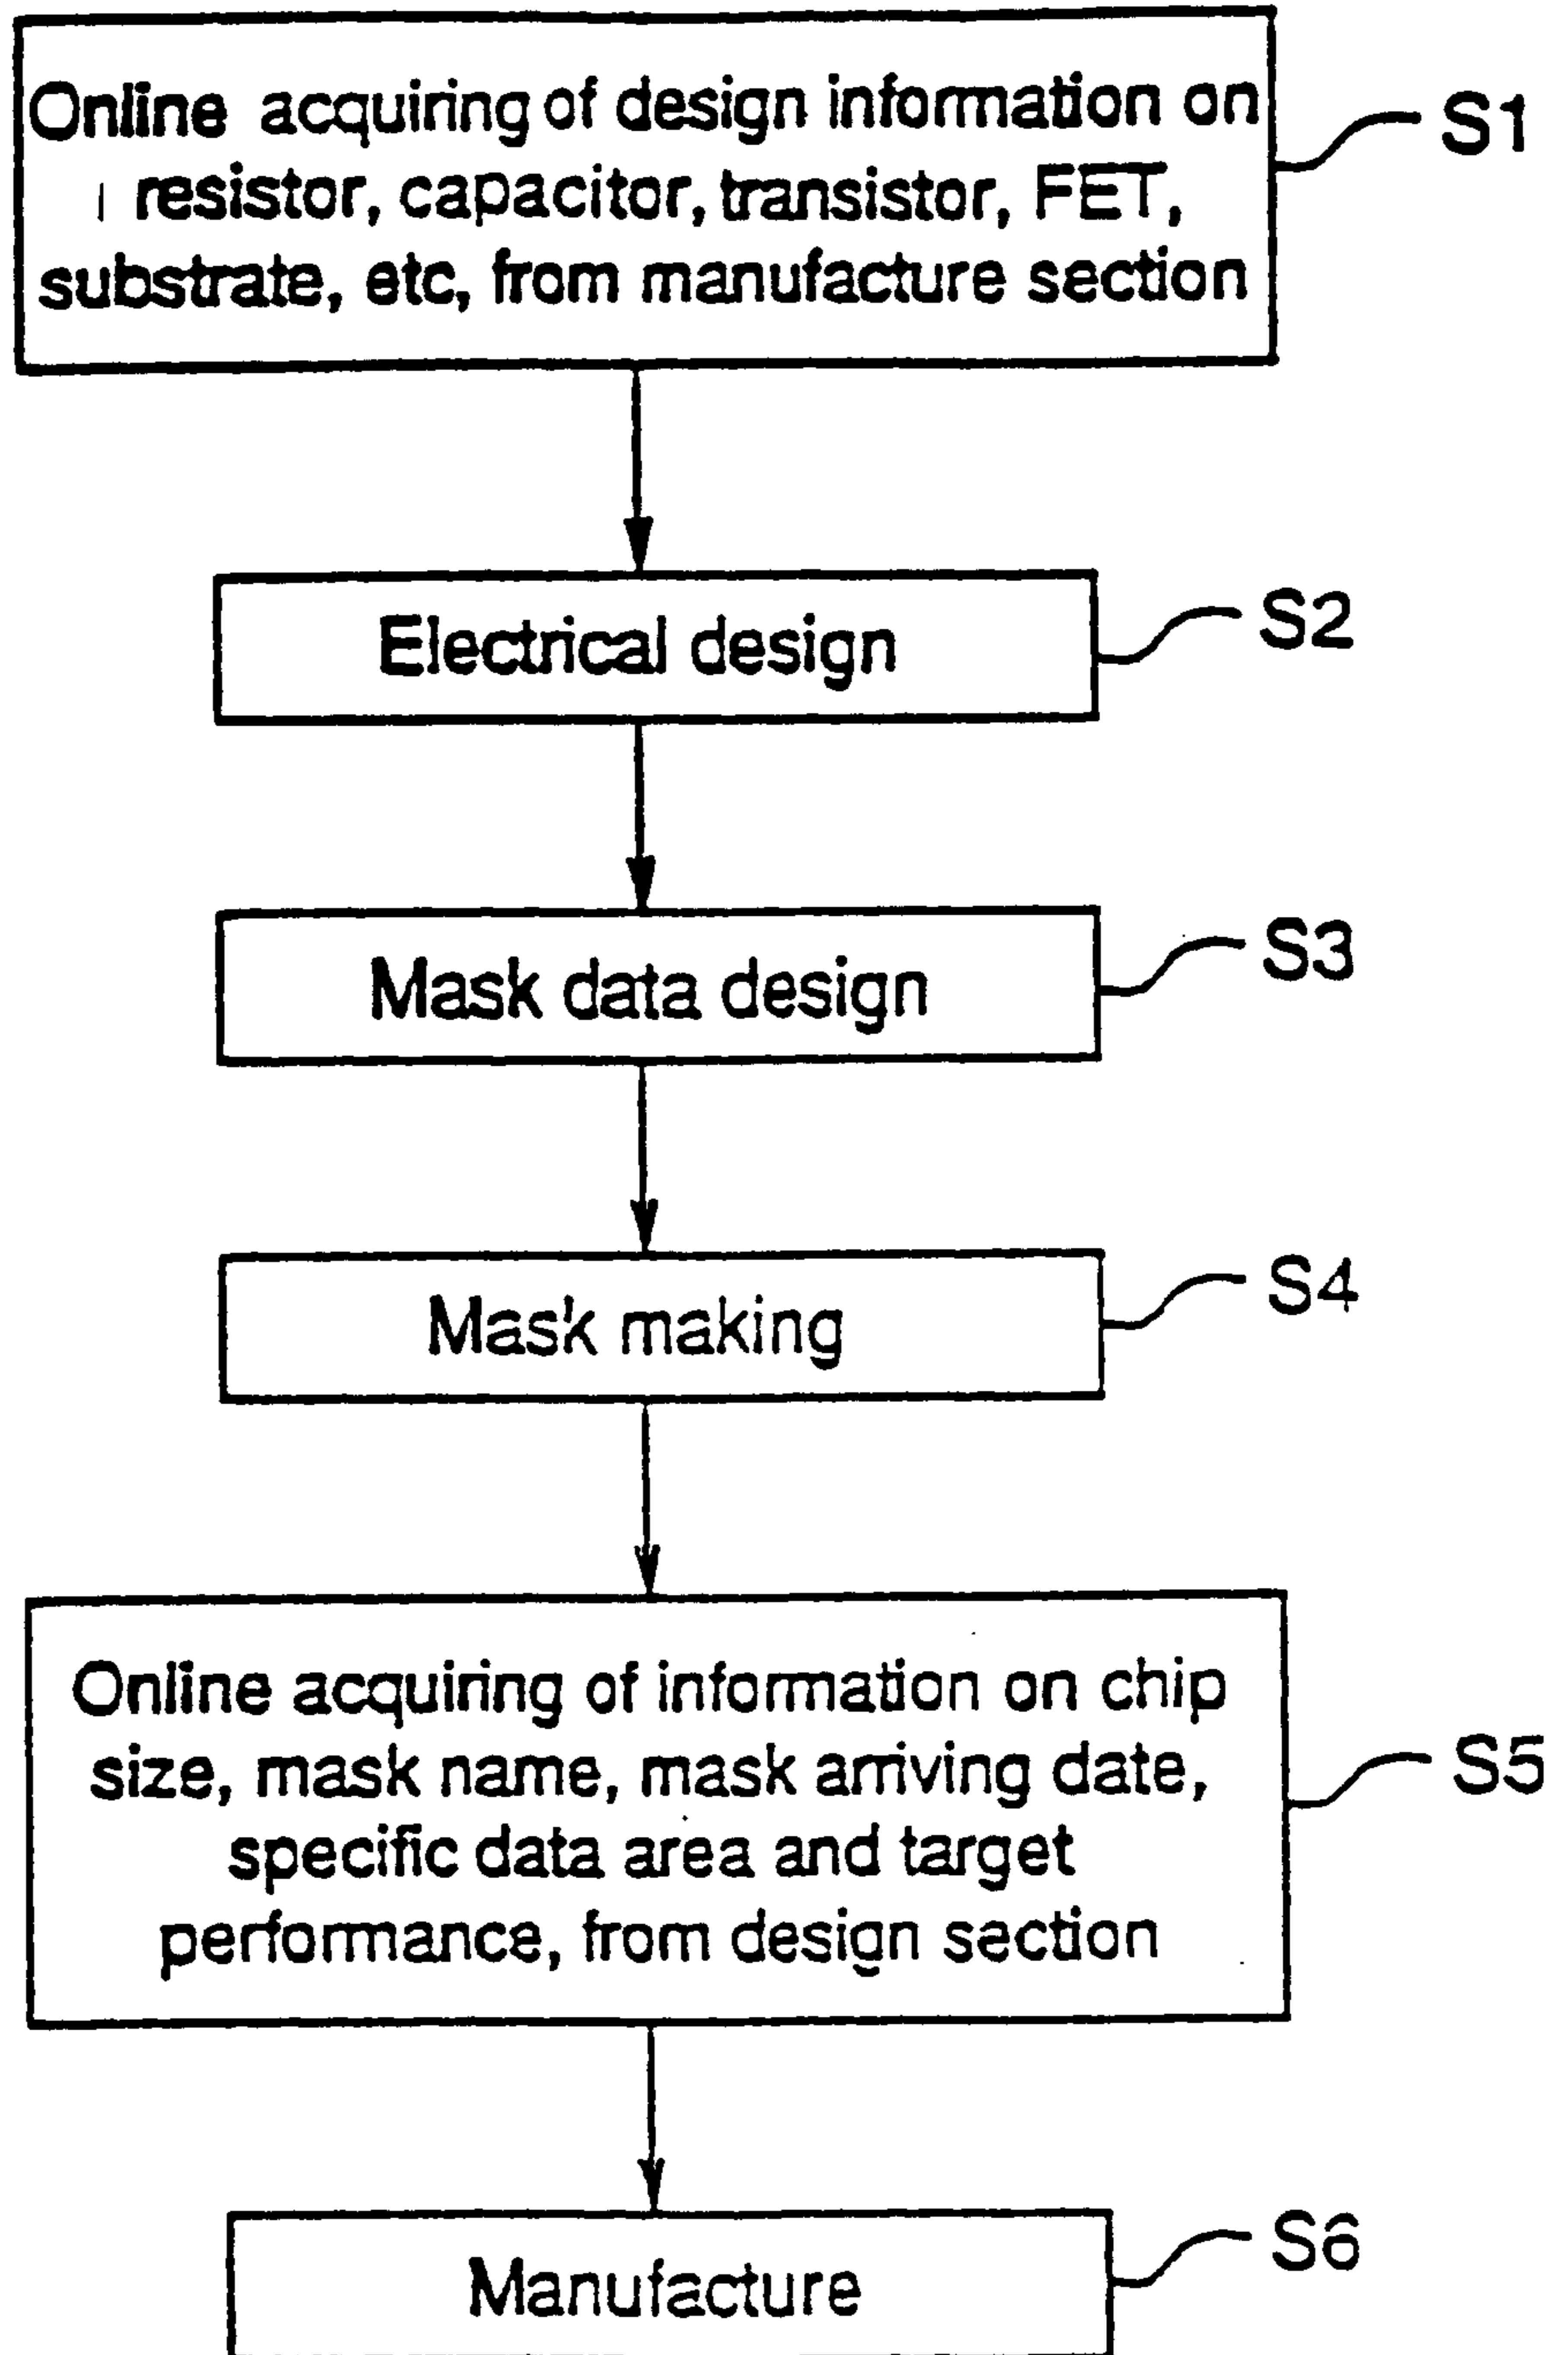 Online acquiring of design information on
resistor, capacitor, transistor, FET,
substrate, etc, from manufacture section
S1
Electrical design
S2
Mask data design
S3
Mask making
S4
Online acquiring of information on chip
size, mask name, mask arriving date,
specific data area and target
performance, from design section
S5
Manufacture
S6